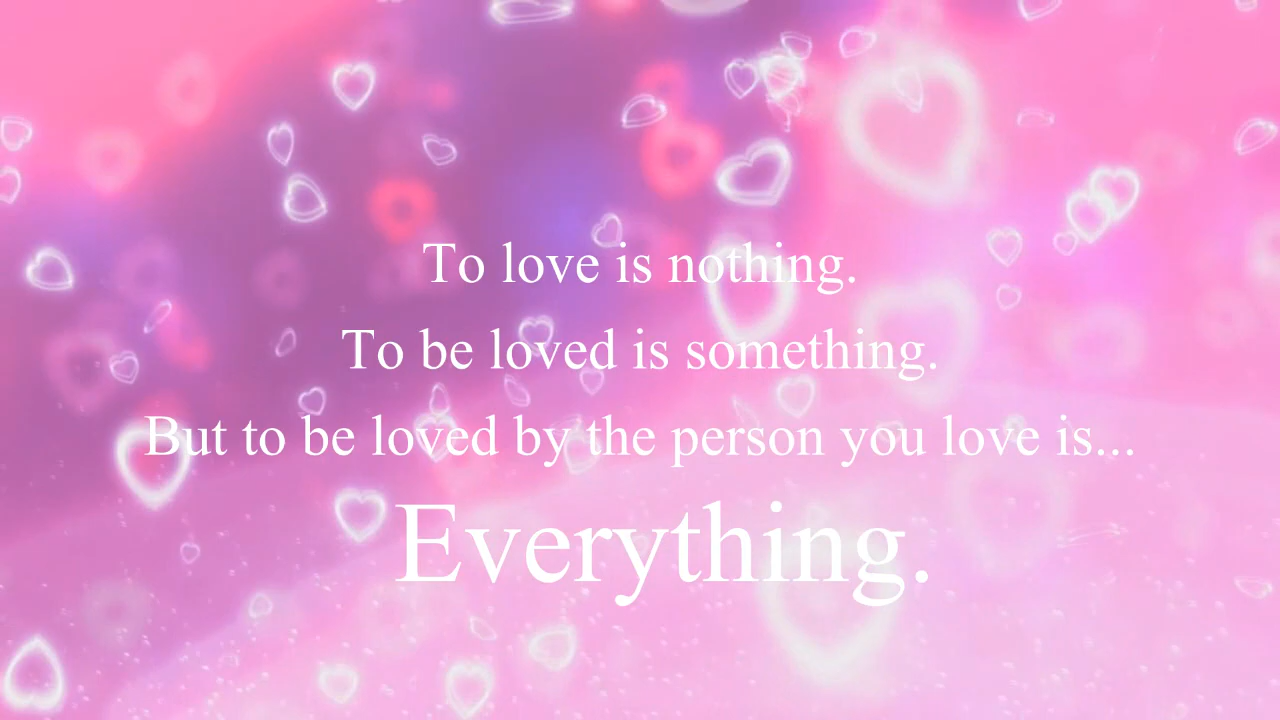 To love is nothing.
To be loved is something.
But to be loved by the person you love is...
Everything.